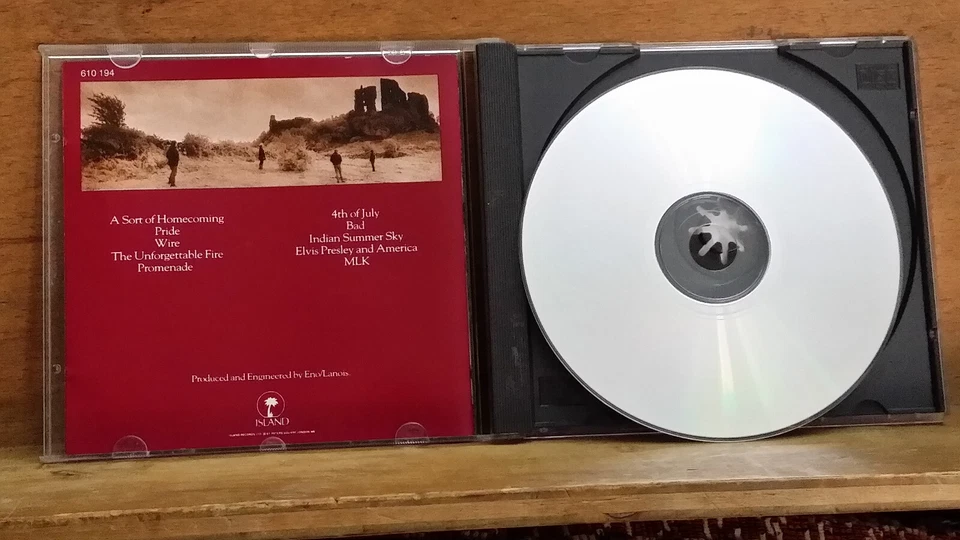 610 194
A Sort of Homecoming
Pride
Wire
The Unforgettable Fire
Promenade
4th of July
Bad
Indian Summer Sky
Elvis Presley and America
MLK
Produced and Engineered by Eno/Lanois.
ISLAND